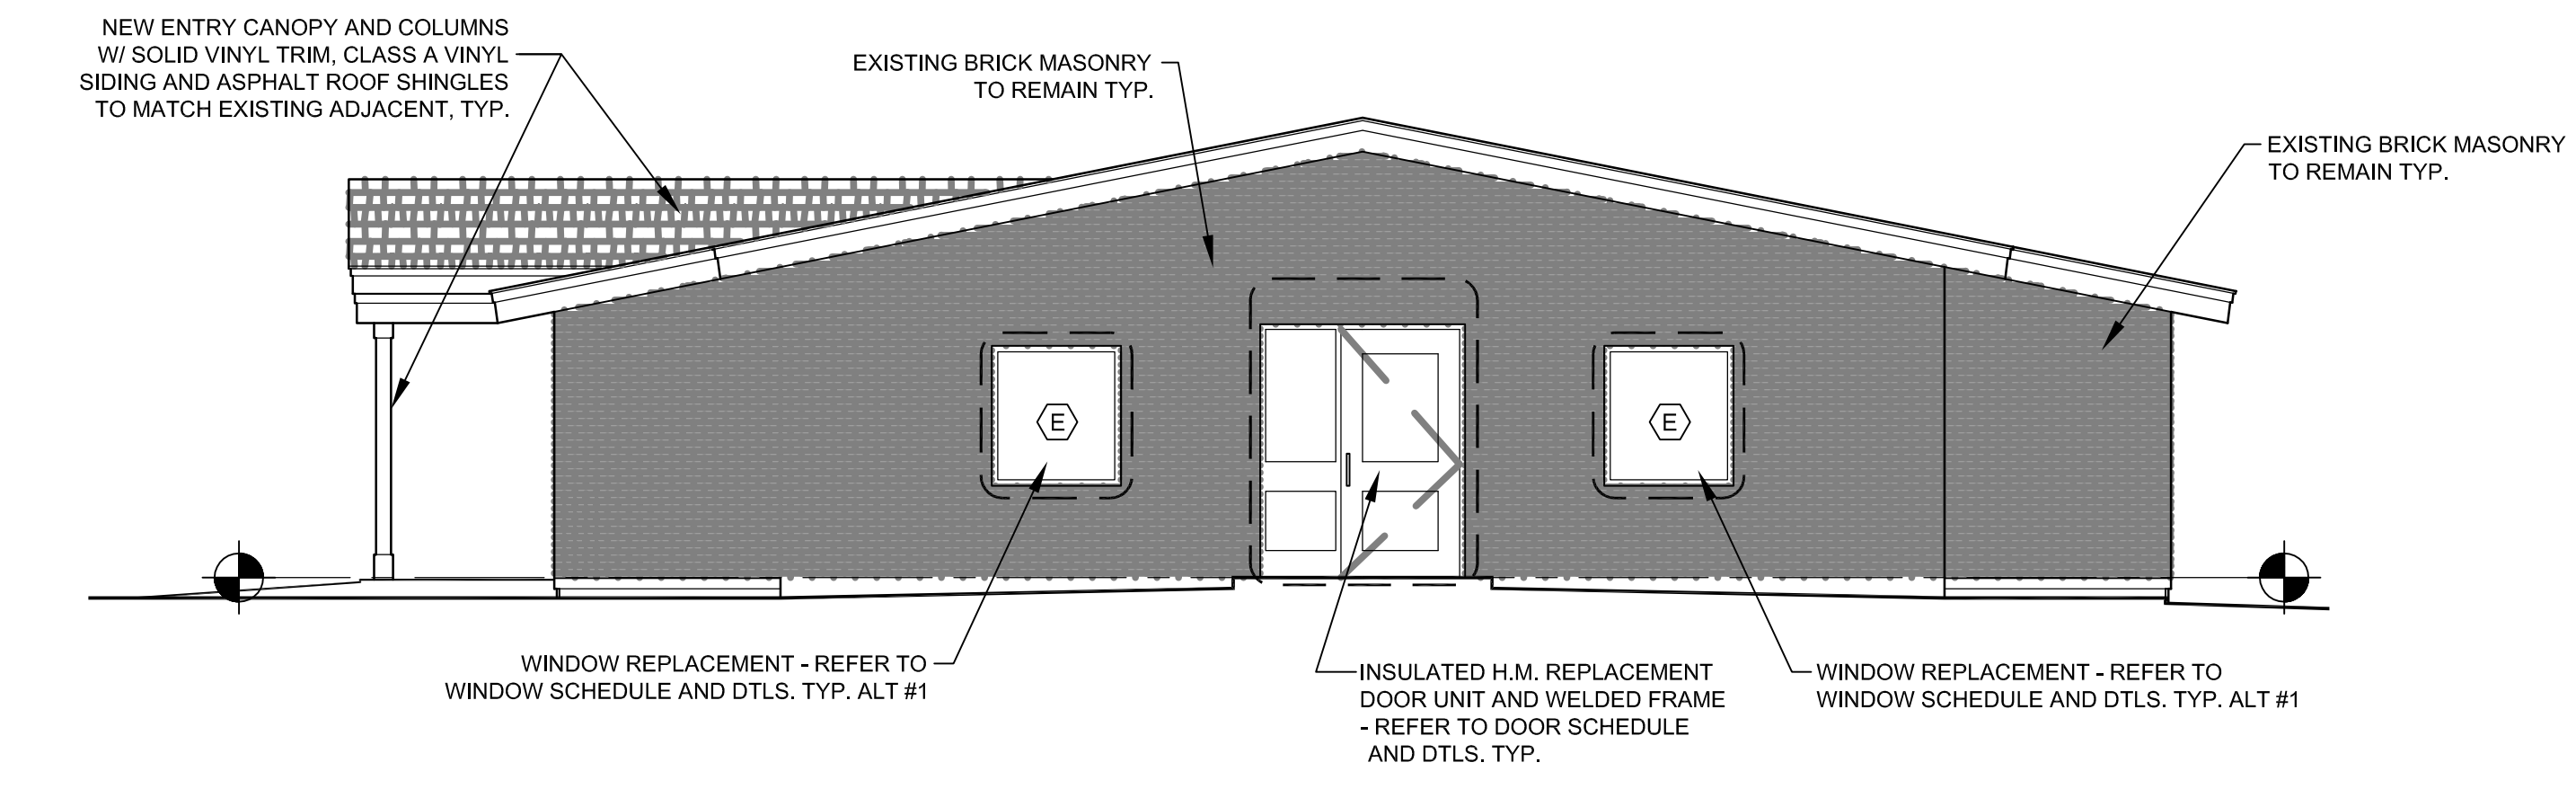 NEW ENTRY CANOPY AND COLUMNS
W/ SOLID VINYL TRIM, CLASS A VINYL
SIDING AND ASPHALT ROOF SHINGLES
TO MATCH EXISTING ADJACENT, TYP.
EXISTING BRICK MASONRY
TO REMAIN TYP.
EXISTING BRICK MASONRY
TO REMAIN TYP.
E
E
WINDOW REPLACEMENT - REFER TO
WINDOW SCHEDULE AND DTLS. TYP. ALT #1
INSULATED H.M. REPLACEMENT
DOOR UNIT AND WELDED FRAME
- REFER TO DOOR SCHEDULE
AND DTLS. TYP.
WINDOW REPLACEMENT - REFER TO
WINDOW SCHEDULE AND DTLS. TYP. ALT #1